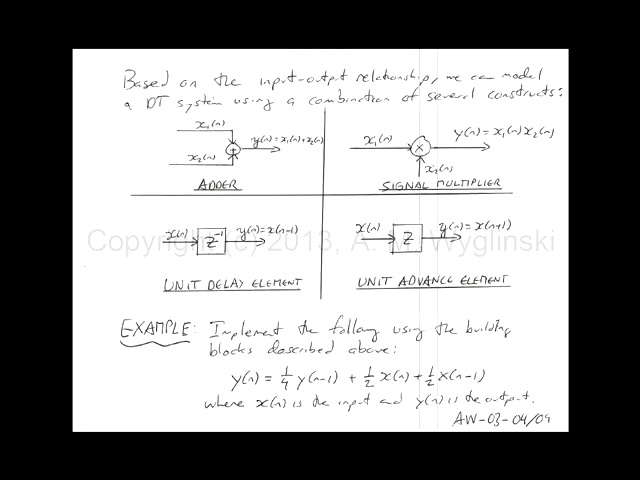 Based on the input-output relationship, we can model
a DT system using a combination of several constructs:
x₁(n)
x₂(n)
+
y(n)=x₁(n)+x₂(n)
ADDER
x₁(n)
×
y(n)=x₁(n)x₂(n)
x₂(n)
SIGNAL MULTIPLIER
x(n)
Z⁻¹
y(n)=x(n-1)
UNIT DELAY ELEMENT
x(n)
Z
y(n)=x(n+1)
UNIT ADVANCE ELEMENT
Copyright (c) 2013, A. M. Wyglinski
EXAMPLE: Implement the following using the building
blocks described above:
y(n) = 1/4 y(n-1) + 1/2 x(n) + 1/2 x(n-1)
where x(n) is the input and y(n) is the output.
AW-03-04/09